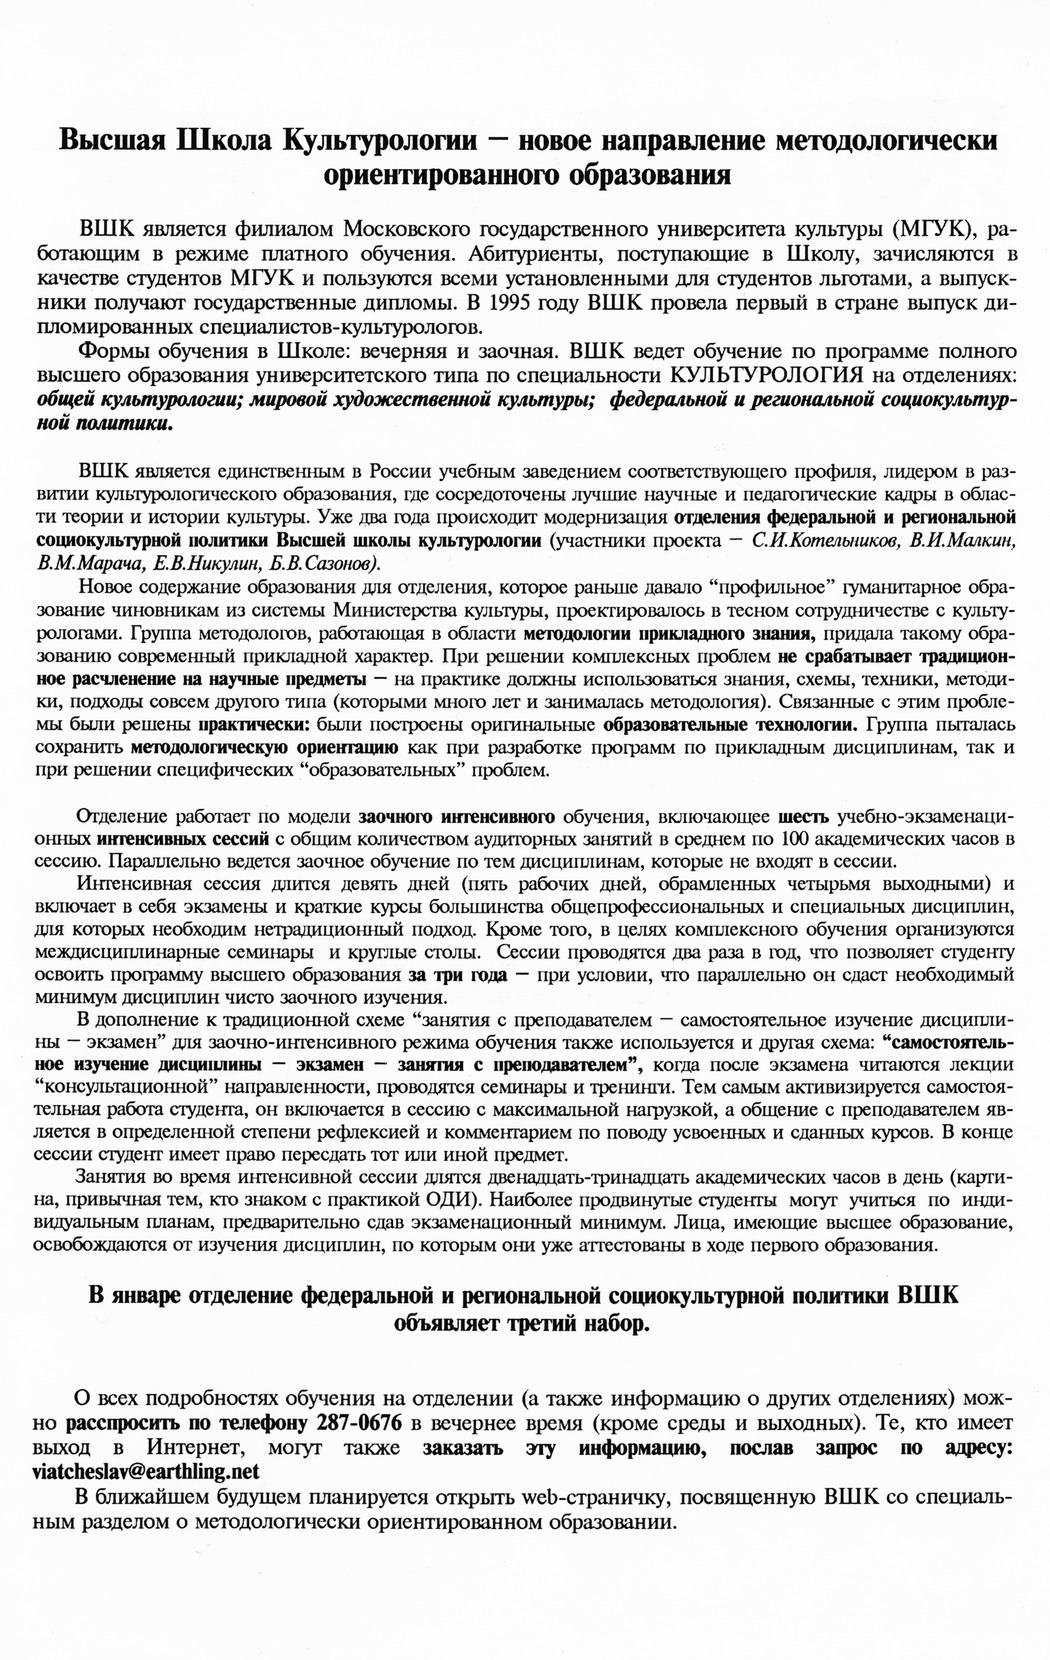 Высшая Школа Культурологии — новое направление методологически
ориентированного образования
ВШК является филиалом Московского государственного университета культуры (МГУК), ра-
ботающим в режиме платного обучения. Абитуриенты, поступающие в Школу, зачисляются в
качестве студентов МГУК и пользуются всеми установленными для студентов льготами, а выпуск-
ники получают государственные дипломы. В 1995 году ВШК провела первый в стране выпуск ди-
пломированных специалистов-культурологов.
Формы обучения в Школе: вечерняя и заочная. ВШК ведет обучение по программе полного
высшего образования университетского типа по специальности КУЛЬТУРОЛОГИЯ на отделениях:
общей культурологии; мировой художественной культуры; федеральной и региональной социокультур-
ной политики.
ВШК является единственным в России учебным заведением соответствующего профиля, лидером в раз-
витии культурологического образования, где сосредоточены лучшие научные и педагогические кадры в облас-
ти теории и истории культуры. Уже два года происходит модернизация отделения федеральной и региональной
социокультурной политики Высшей школы культурологии (участники проекта — С.И.Котельников, В.И.Малкин,
В.М.Марача, Е.В.Никулин, Б.В.Сазонов).
Новое содержание образования для отделения, которое раньше давало “профильное” гуманитарное обра-
зование чиновникам из системы Министерства культуры, проектировалось в тесном сотрудничестве с культу-
рологами. Группа методологов, работающая в области методологии прикладного знания, придала такому обра-
зованию современный прикладной характер. При решении комплексных проблем не срабатывает традицион-
ное расчленение на научные предметы — на практике должны использоваться знания, схемы, техники, методи-
ки, подходы совсем другого типа (которыми много лет и занималась методология). Связанные с этим пробле-
мы были решены практически: были построены оригинальные образовательные технологии. Группа пыталась
сохранить методологическую ориентацию как при разработке программ по прикладным дисциплинам, так и
при решении специфических “образовательных” проблем.
Отделение работает по модели заочного интенсивного обучения, включающее шесть учебно-экзаменаци-
онных интенсивных сессий с общим количеством аудиторных занятий в среднем по 100 академических часов в
сессию. Параллельно ведется заочное обучение по тем дисциплинам, которые не входят в сессии.
Интенсивная сессия длится девять дней (пять рабочих дней, обрамленных четырьмя выходными) и
включает в себя экзамены и краткие курсы большинства общепрофессиональных и специальных дисциплин,
для которых необходим нетрадиционный подход. Кроме того, в целях комплексного обучения организуются
междисциплинарные семинары и круглые столы. Сессии проводятся два раза в год, что позволяет студенту
освоить программу высшего образования за три года — при условии, что параллельно он сдаст необходимый
минимум дисциплин чисто заочного изучения.
В дополнение к традиционной схеме “занятия с преподавателем — самостоятельное изучение дисципли-
ны — экзамен” для заочно-интенсивного режима обучения также используется и другая схема: “самостоятель-
ное изучение дисциплины — экзамен — занятия с преподавателем”, когда после экзамена читаются лекции
“консультационной” направленности, проводятся семинары и тренинги. Тем самым активизируется самостоя-
тельная работа студента, он включается в сессию с максимальной нагрузкой, а общение с преподавателем яв-
ляется в определенной степени рефлексией и комментарием по поводу усвоенных и сданных курсов. В конце
сессии студент имеет право пересдать тот или иной предмет.
Занятия во время интенсивной сессии длятся двенадцать-тринадцать академических часов в день (карти-
на, привычная тем, кто знаком с практикой ОДИ). Наиболее продвинутые студенты могут учиться по инди-
видуальным планам, предварительно сдав экзаменационный минимум. Лица, имеющие высшее образование,
освобождаются от изучения дисциплин, по которым они уже аттестованы в ходе первого образования.
В январе отделение федеральной и региональной социокультурной политики ВШК
объявляет третий набор.
О всех подробностях обучения на отделении (а также информацию о других отделениях) мож-
но расспросить по телефону 287-0676 в вечернее время (кроме среды и выходных). Те, кто имеет
выход в Интернет, могут также заказать эту информацию, послав запрос по адресу:
viatcheslav@earthling.net
В ближайшем будущем планируется открыть web-страничку, посвященную ВШК со специаль-
ным разделом о методологически ориентированном образовании.